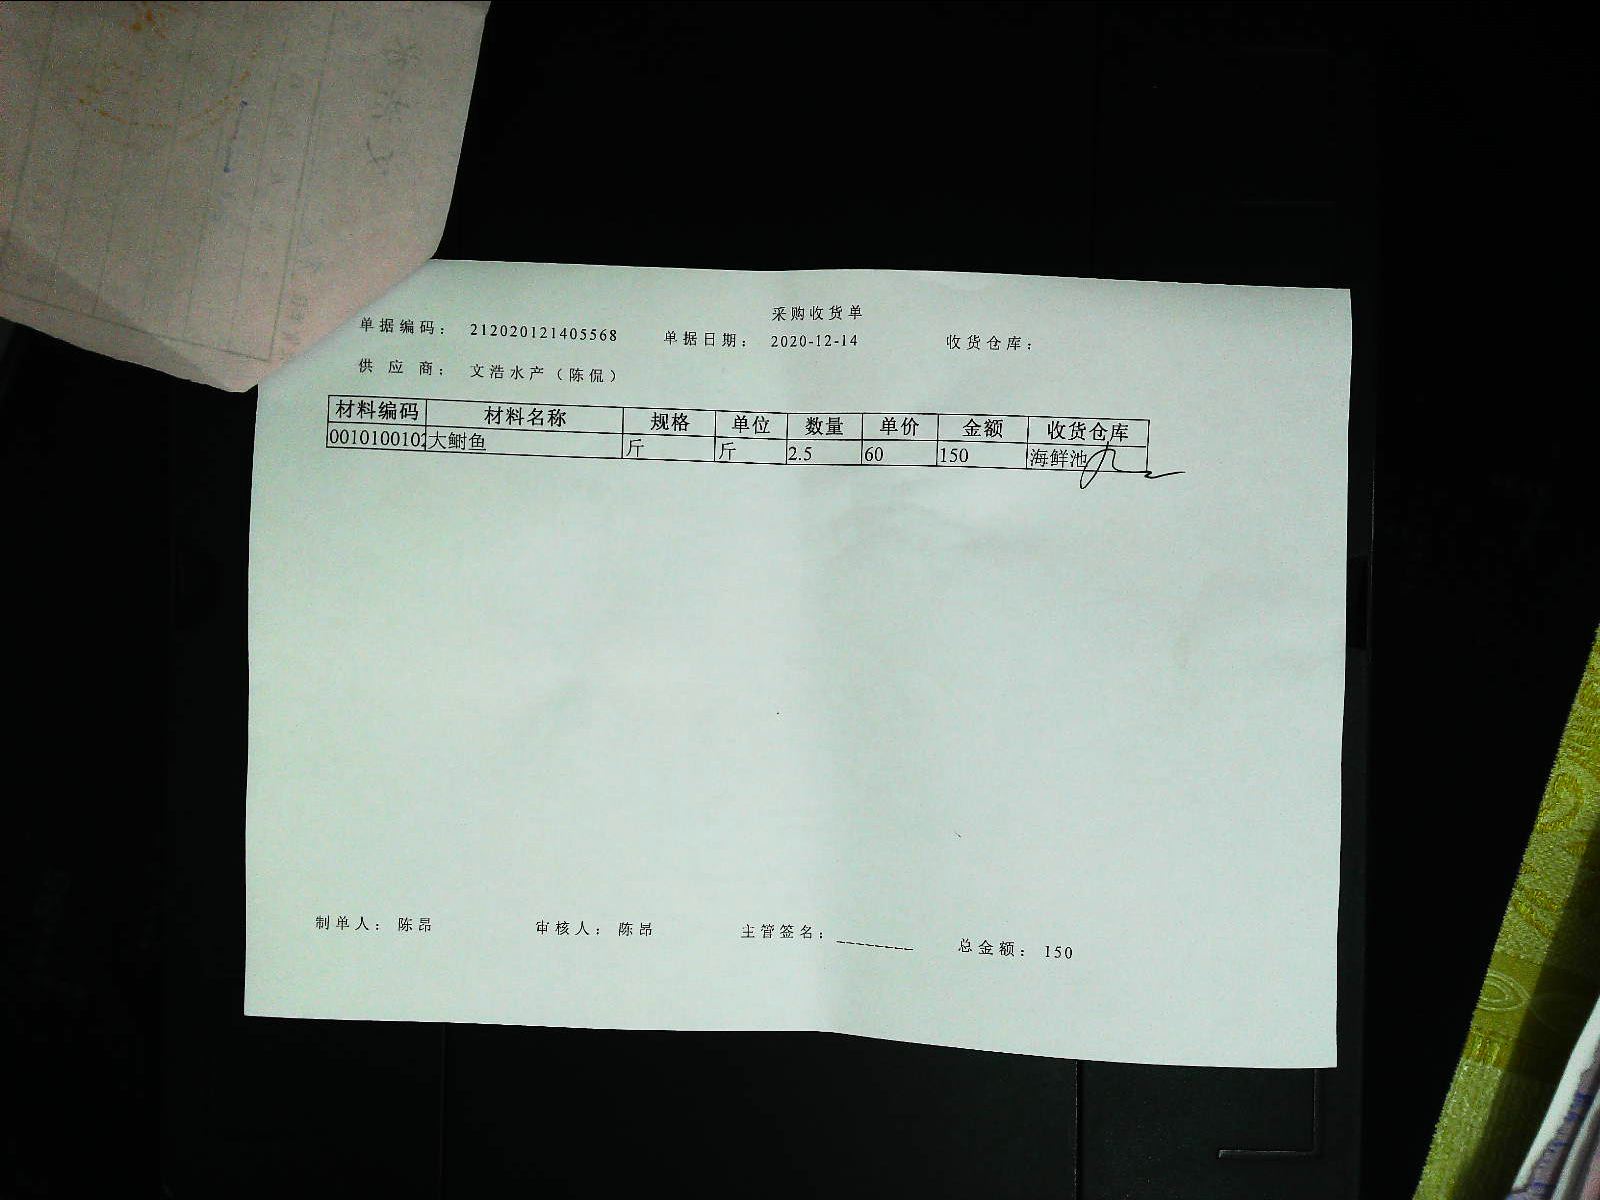 采购收货单
单据编码： 212020121405568 单据日期： 2020-12-14 收货仓库：
供 应 商： 文浩水产（陈侃）
材料编码 材料名称 规格 单位 数量 单价 金额 收货仓库
0010100102 大鲥鱼 斤 斤 2.5 60 150 海鲜池
制单人： 陈昂 审核人： 陈昂 主管签名： ________ 总金额： 150